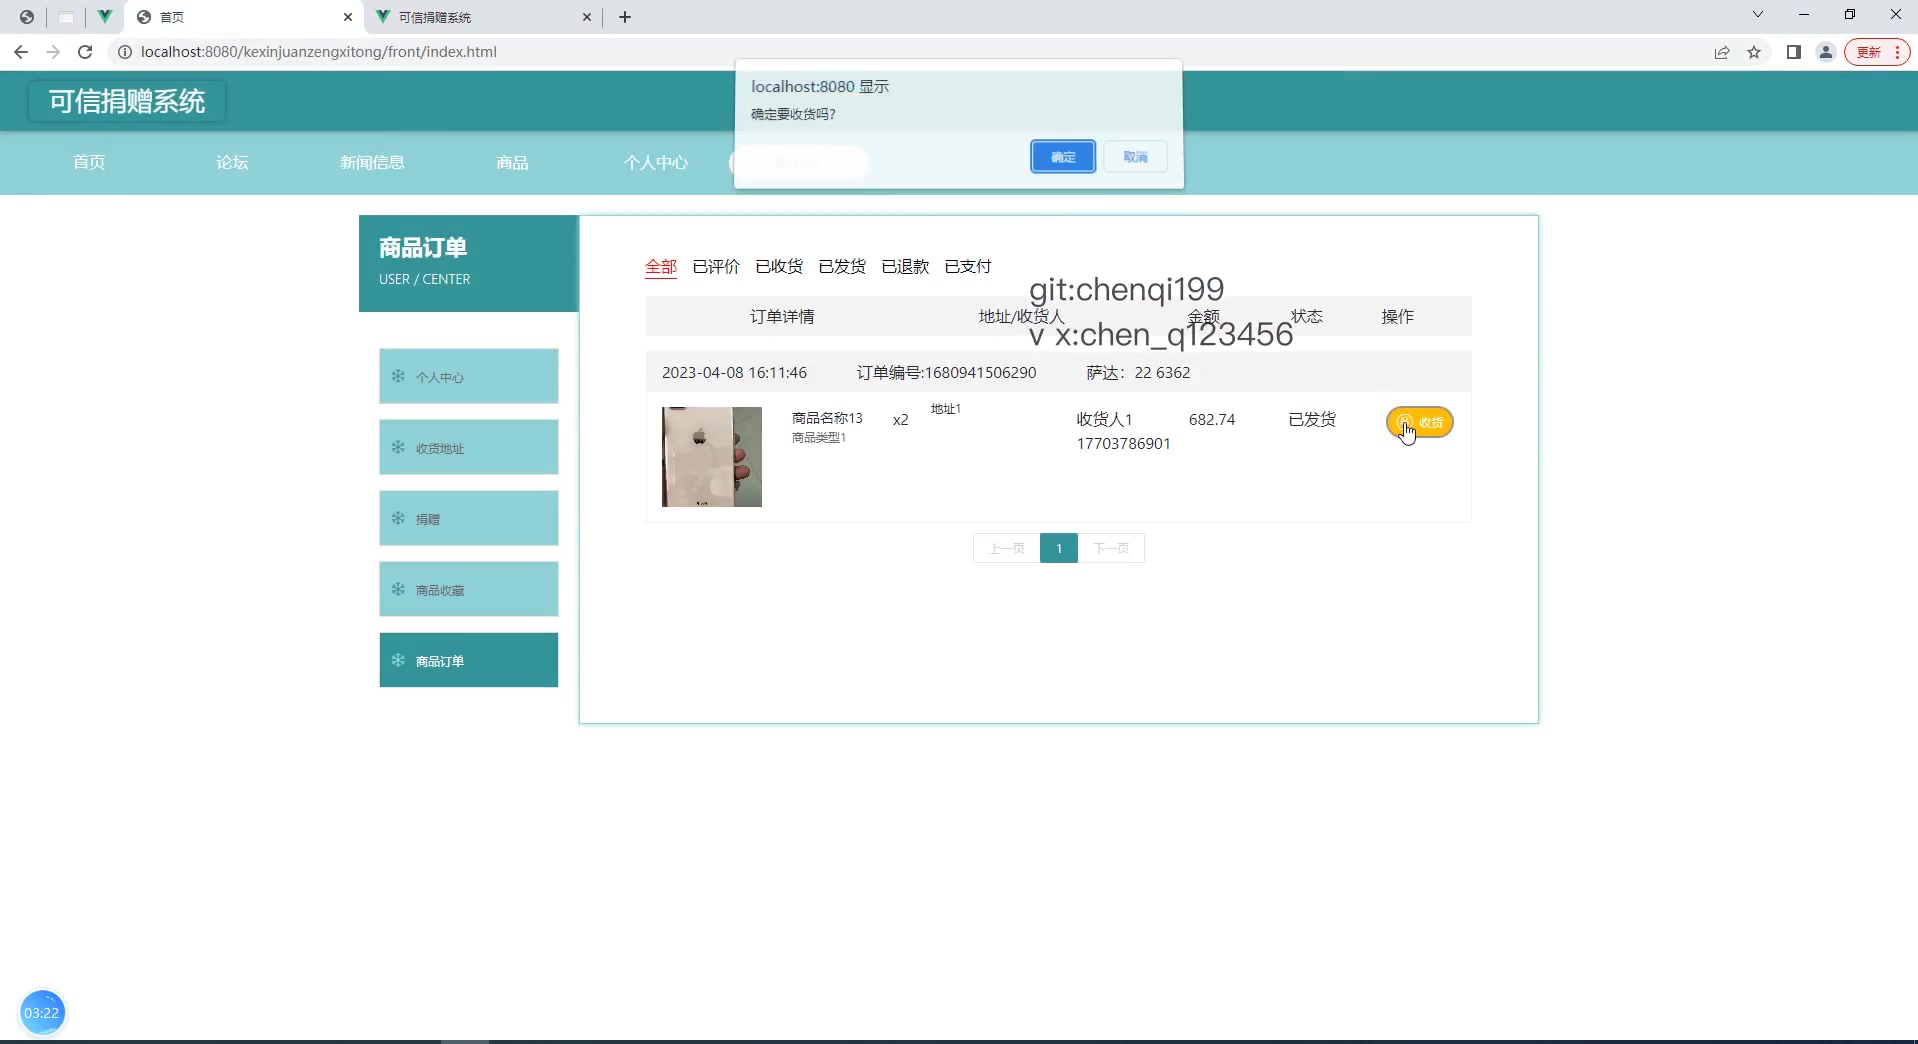 首页
可信捐赠系统
localhost:8080/kexinjuanzengxitong/front/index.html
更新
可信捐赠系统
localhost:8080 显示
确定要收货吗?
确定
取消
首页
论坛
新闻信息
商品
个人中心
商品订单
USER / CENTER
个人中心
收货地址
捐赠
商品收藏
商品订单
全部 已评价 已收货 已发货 已退款 已支付
git:chenqi199
订单详情 地址/收货人 金额 状态 操作
v x:chen_q123456
2023-04-08 16:11:46 订单编号:1680941506290 萨达：22 6362
商品名称13 x2 地址1 收货人1 682.74 已发货 收货
商品类型1 17703786901
上一页 1 下一页
03:22